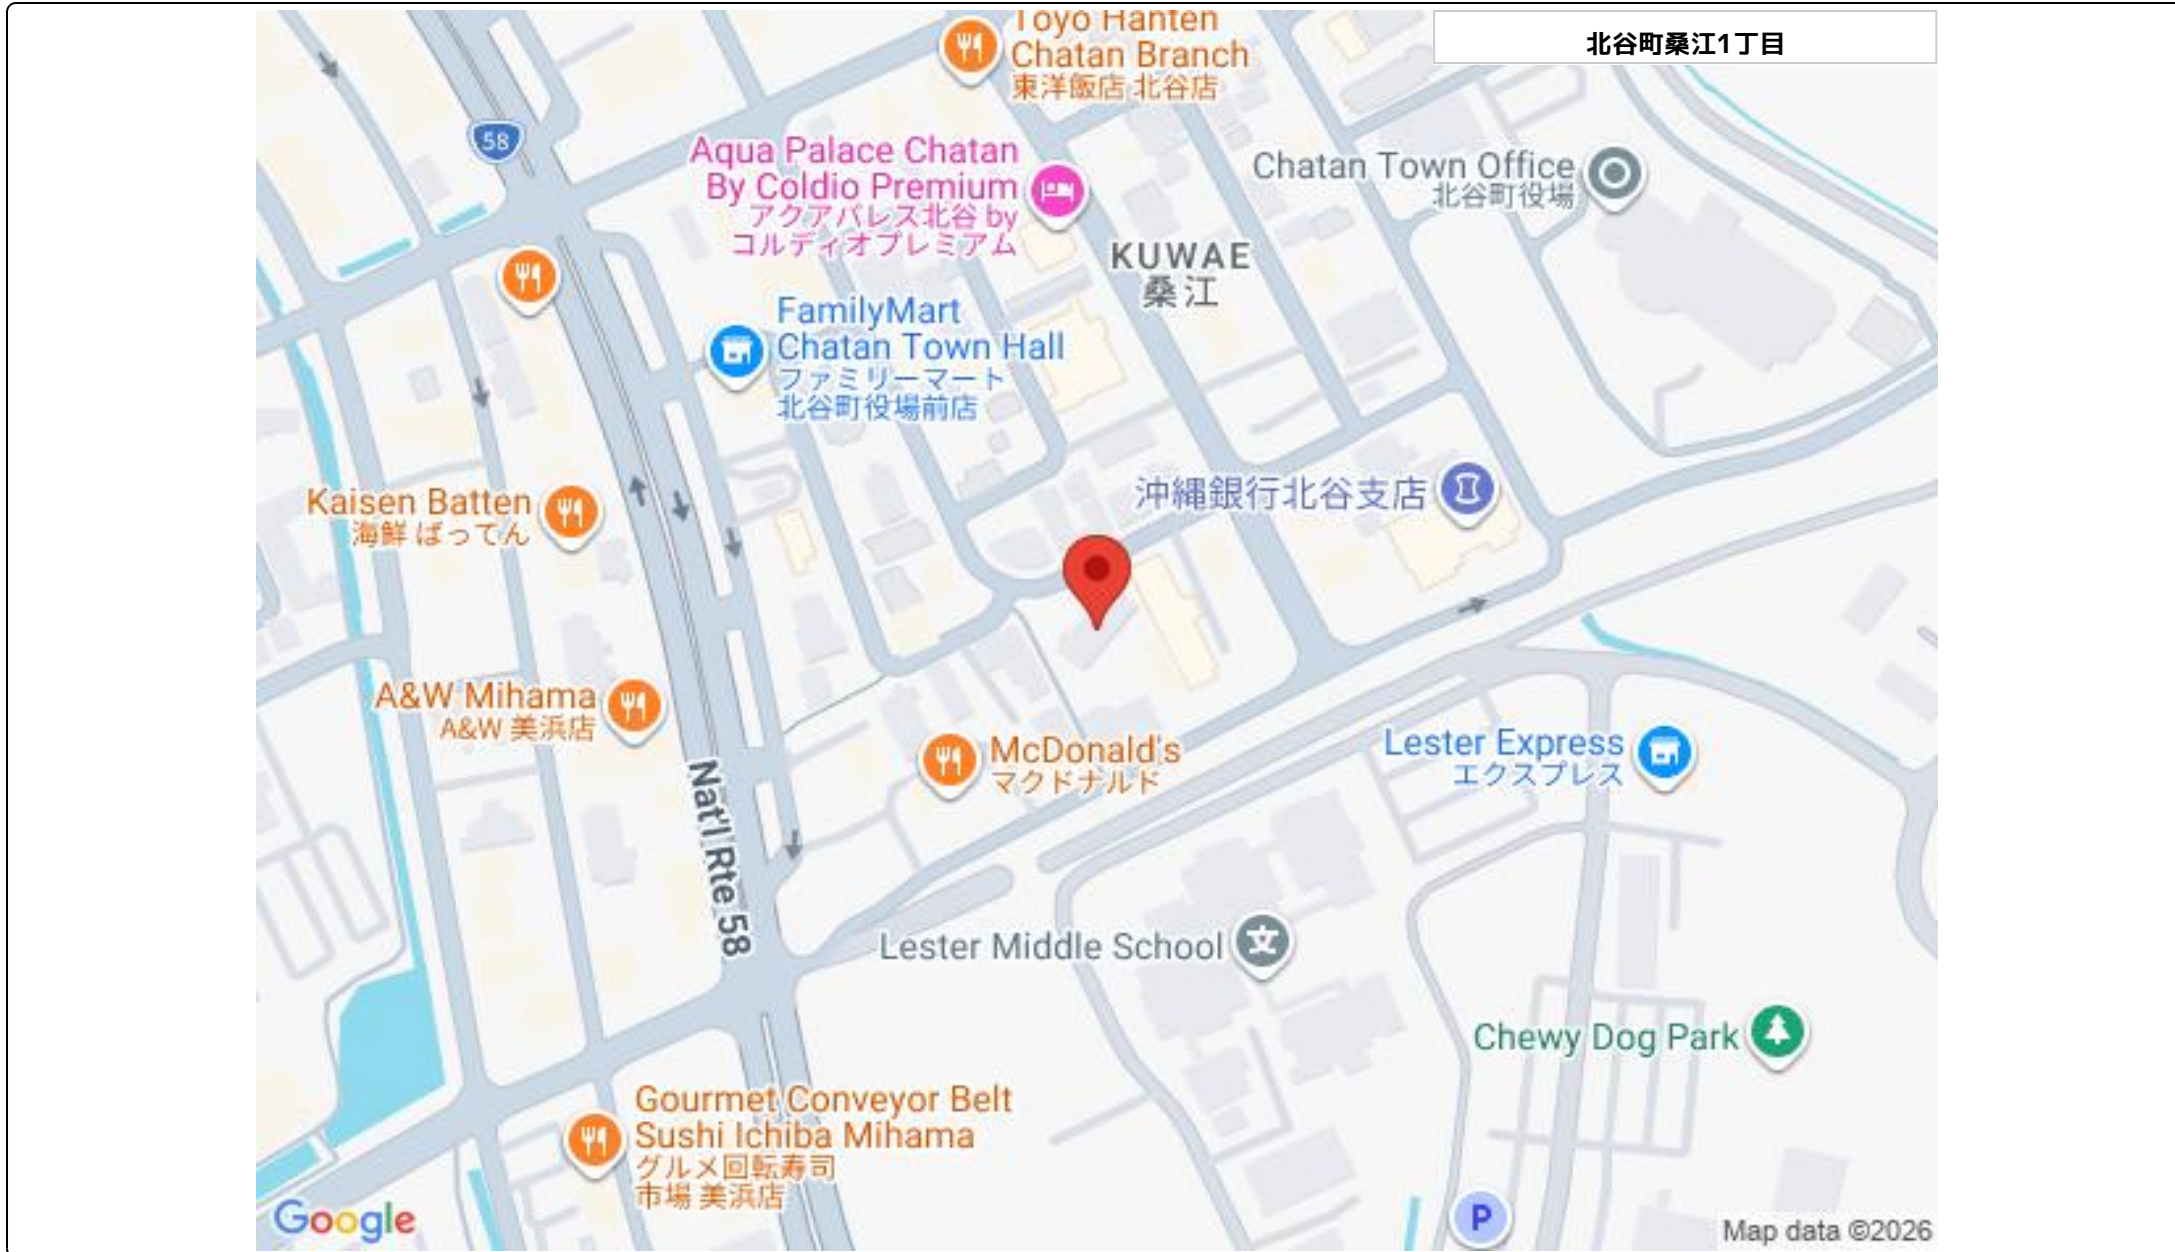 北谷町桑江1丁目
Toyo Hanten
Chatan Branch
東洋飯店 北谷店
58
Aqua Palace Chatan
By Coldio Premium
アクアパレス北谷 by
コルディオプレミアム
Chatan Town Office
北谷町役場
KUWAE
桑江
FamilyMart
Chatan Town Hall
ファミリーマート
北谷町役場前店
Kaisen Batten
海鮮 ばってん
沖縄銀行北谷支店
A&W Mihama
A&W 美浜店
McDonald's
マクドナルド
Lester Express
エクスプレス
Nat'l Rte 58
Lester Middle School
文
Chewy Dog Park
Gourmet Conveyor Belt
Sushi Ichiba Mihama
グルメ回転寿司
市場 美浜店
P
Google
Map data ©2026